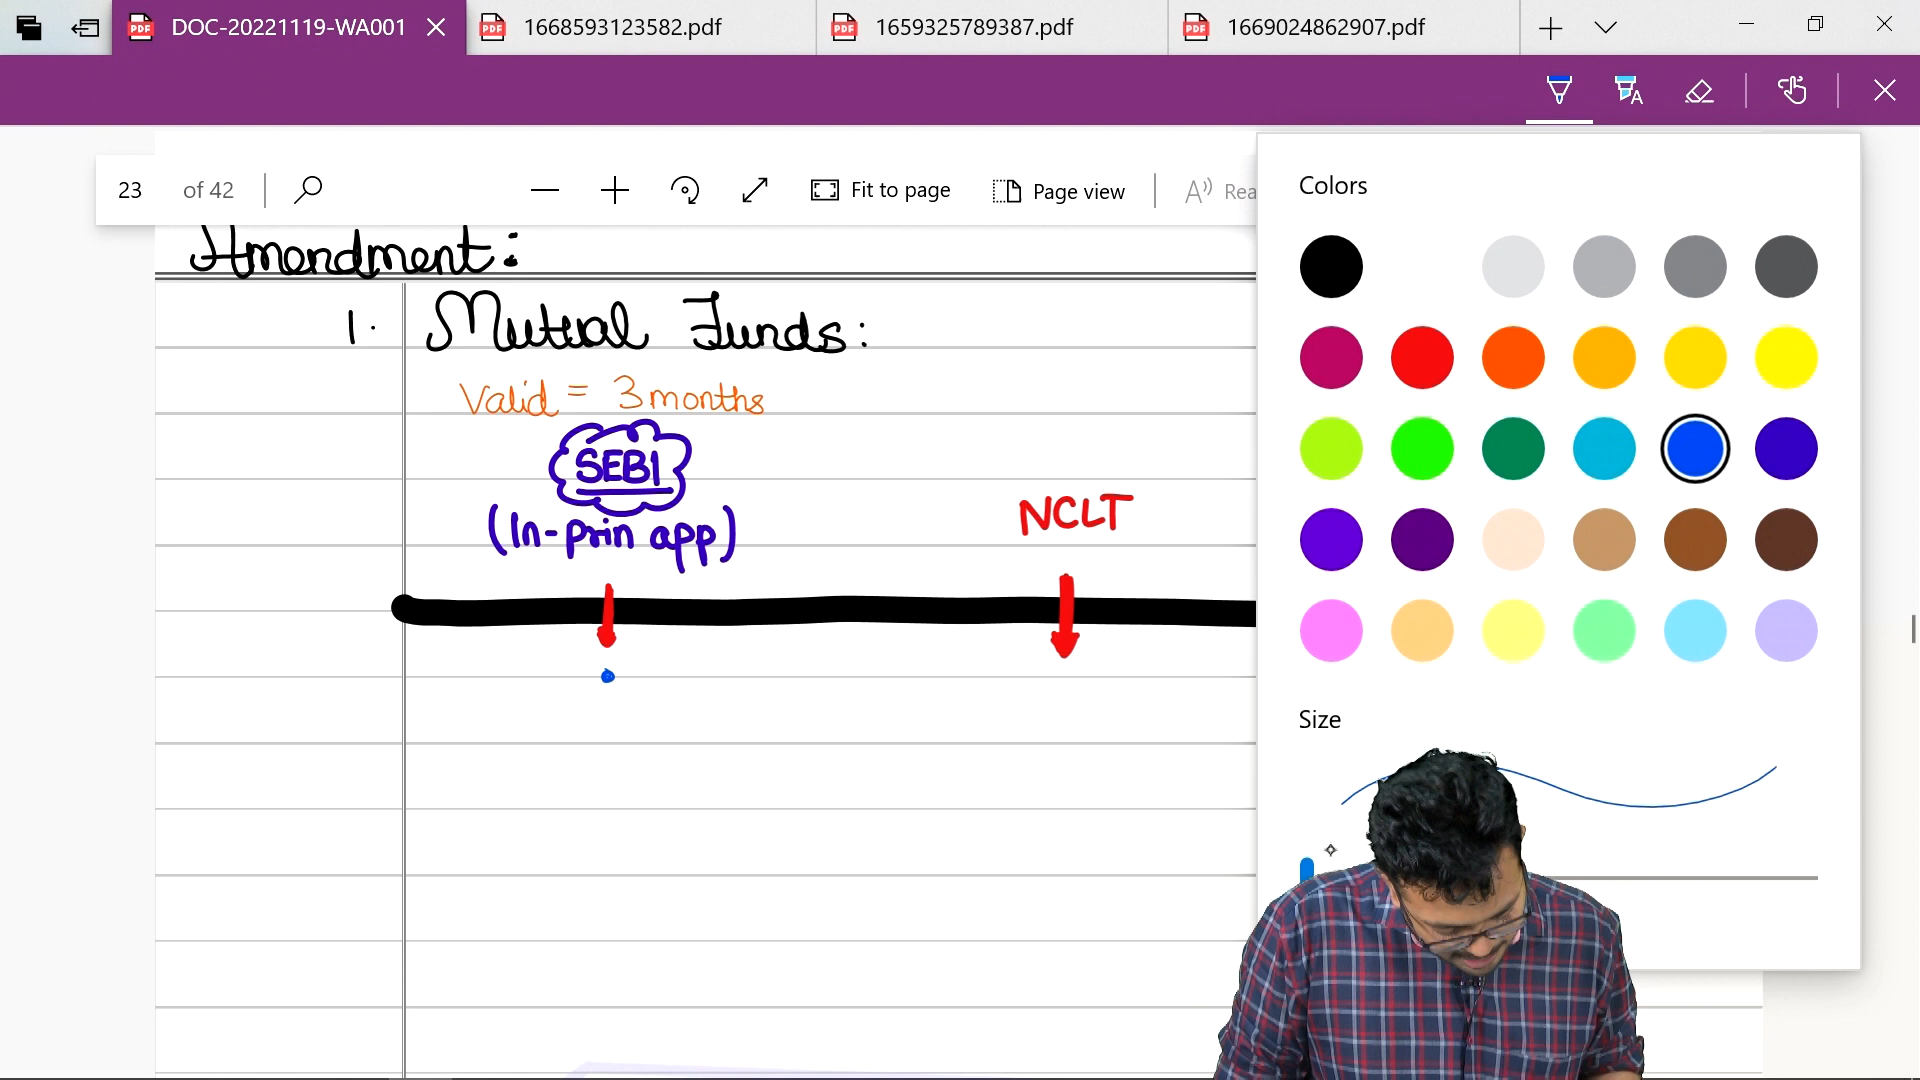 DOC-20221119-WA001
1668593123582.pdf
1659325789387.pdf
1669024862907.pdf
23 of 42
Fit to page
Page view
Rea
Colors
Amendment:
1. Mutual Funds:
Valid = 3 months
SEBI
(In-prin app)
NCLT
Size